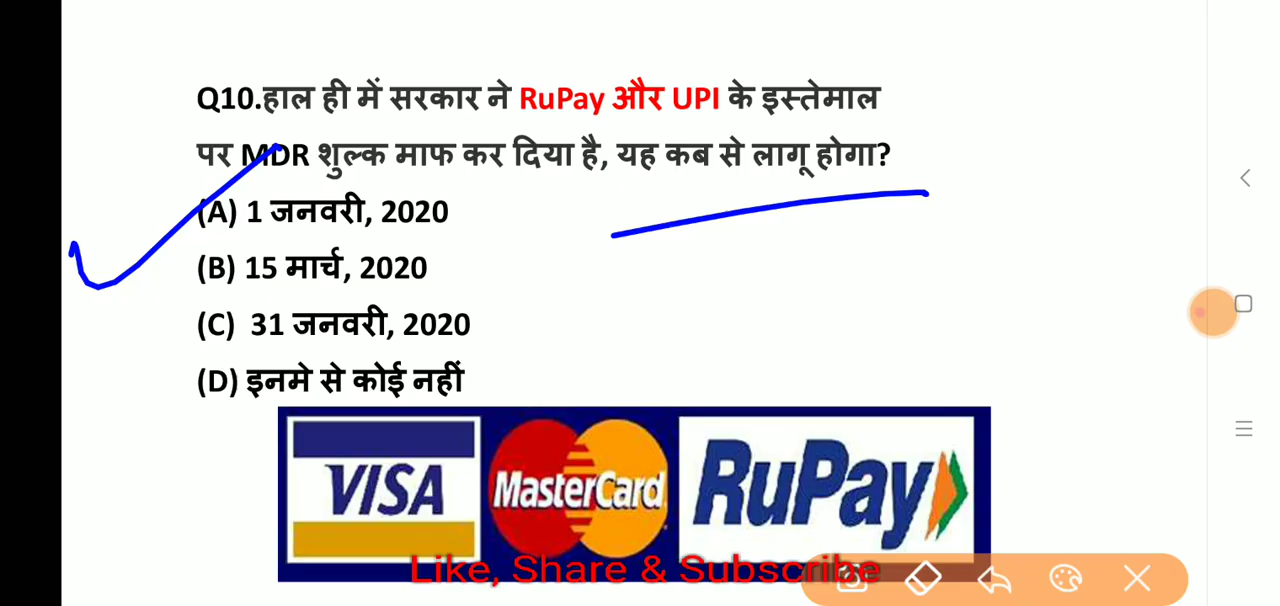 Q10.हाल ही में सरकार ने RuPay और UPI के इस्तेमाल
पर MDR शुल्क माफ कर दिया है, यह कब से लागू होगा?
(A) 1 जनवरी, 2020
(B) 15 मार्च, 2020
(C) 31 जनवरी, 2020
(D) इनमे से कोई नहीं
VISA MasterCard RuPay
Like, Share & Subscribe